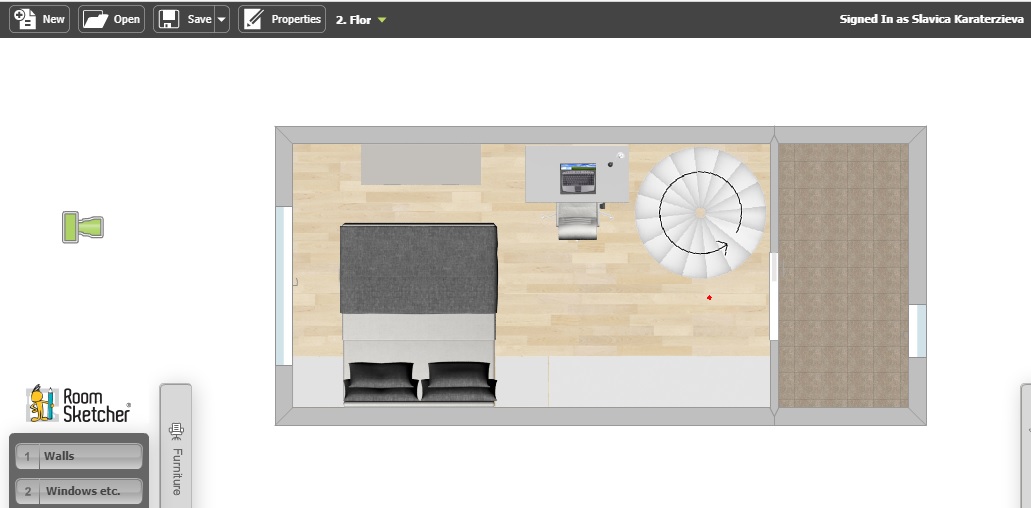 New Open Save Properties 2. Flor Signed In as Slavica Karaterzieva
Room
Sketcher®
1 Walls
2 Windows etc.
Furniture